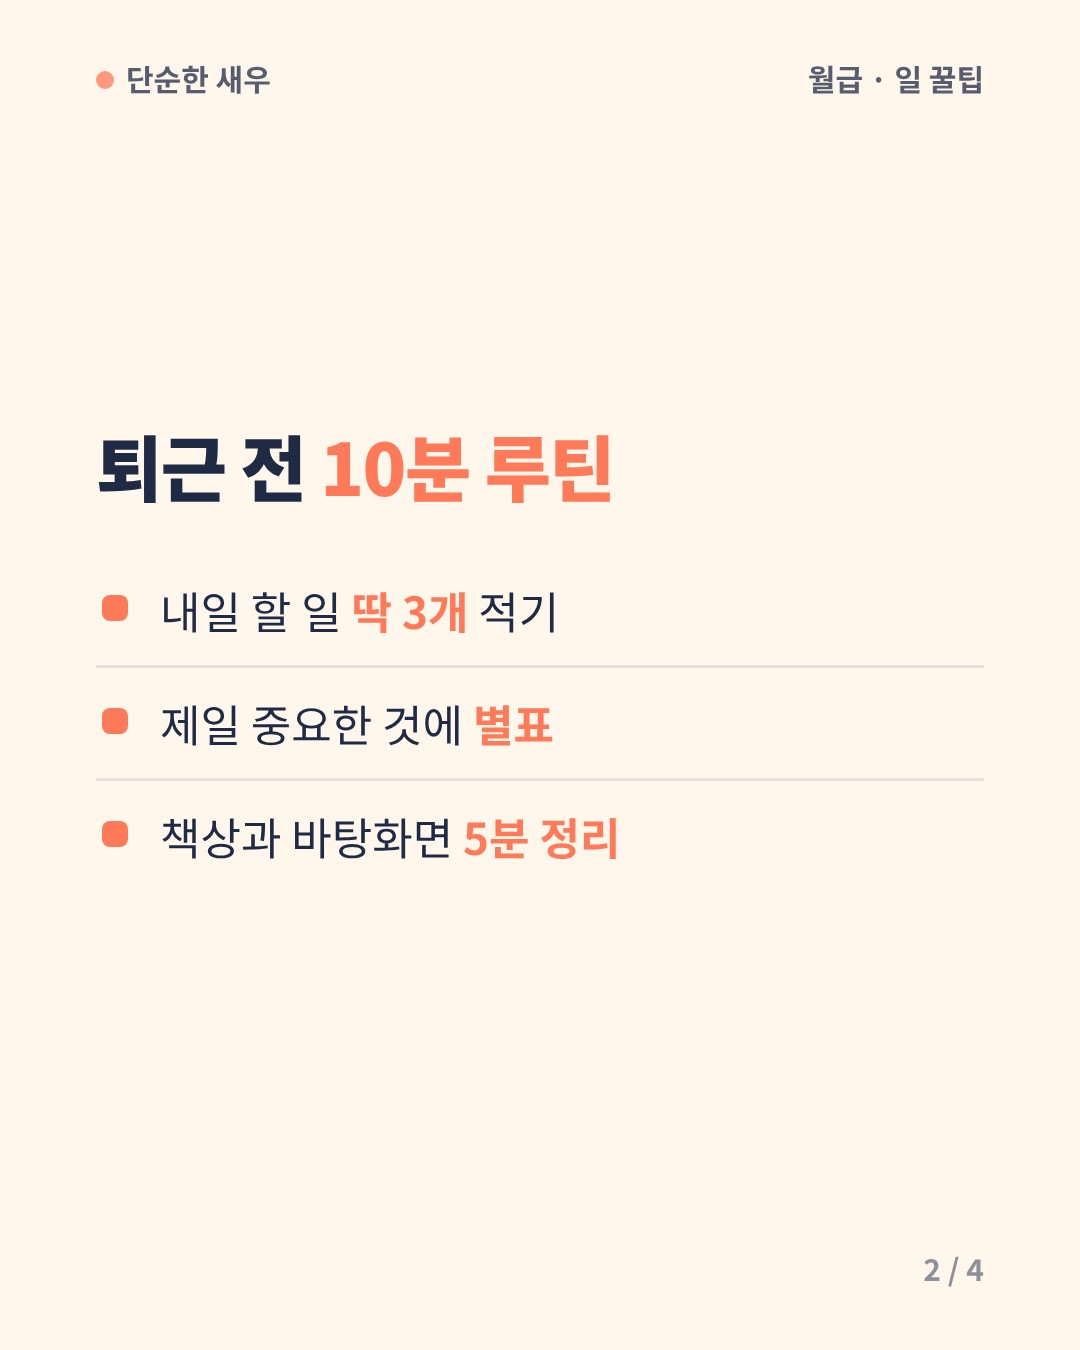 단순한 새우
월급 · 일 꿀팁
퇴근 전 10분 루틴
내일 할 일 딱 3개 적기
제일 중요한 것에 별표
책상과 바탕화면 5분 정리
2 / 4